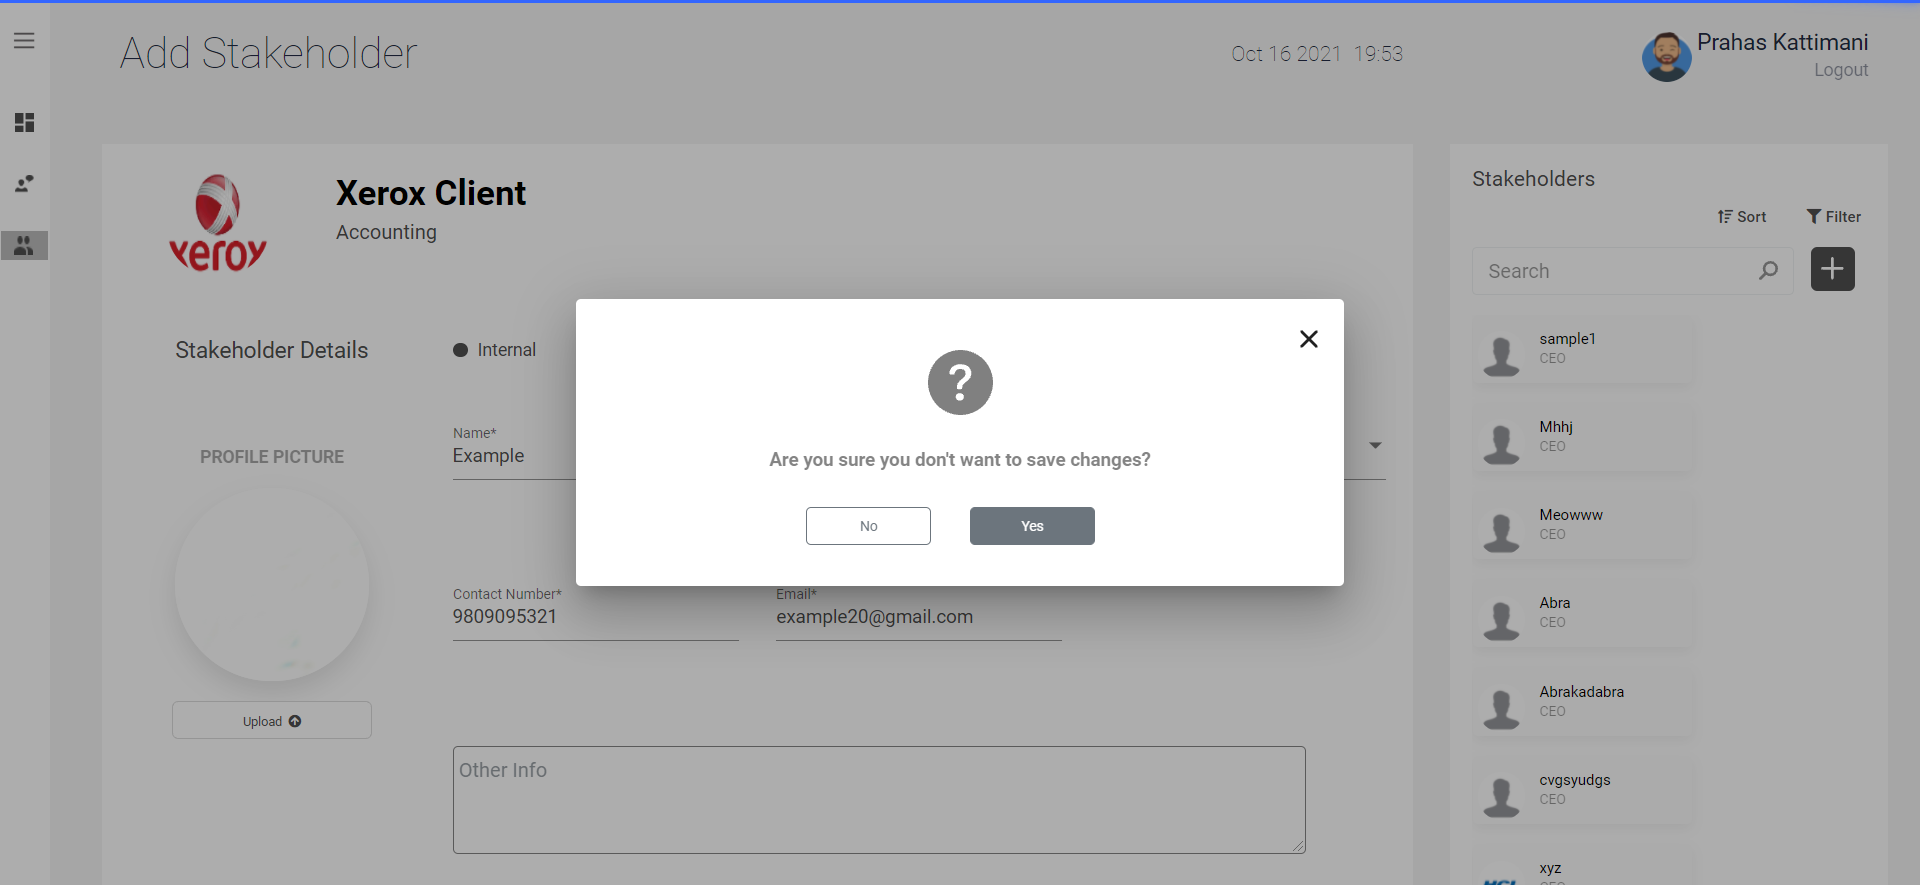 Add Stakeholder
Oct 16 2021 19:53
Prahas Kattimani
Logout
xerox
Xerox Client
Accounting
Stakeholder Details
Internal
PROFILE PICTURE
Name*
Example
?
Are you sure you don't want to save changes?
No
Yes
Contact Number*
9809095321
Email*
example20@gmail.com
Upload
Other Info
Stakeholders
Sort
Filter
Search
sample1
CEO
Mhhj
CEO
Meowww
CEO
Abra
CEO
Abrakadabra
CEO
cvgsyudgs
CEO
xyz
CEO